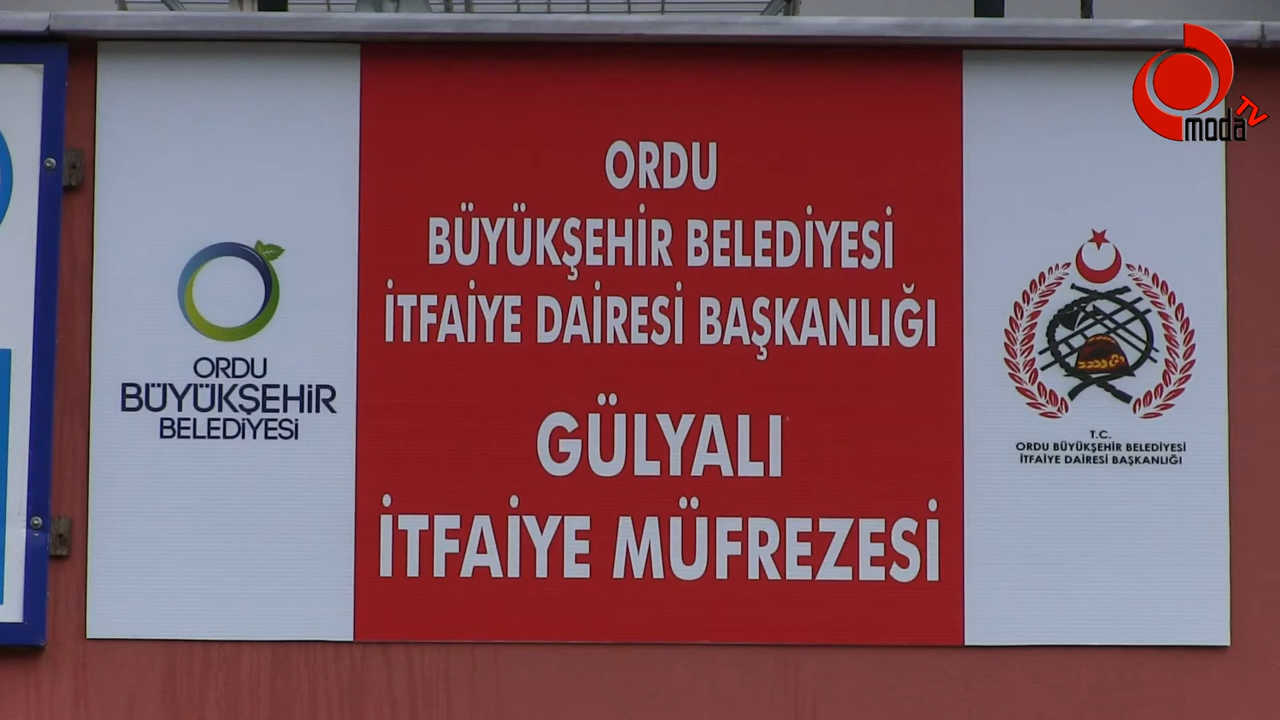 moda TV
ORDU
BÜYÜKŞEHİR BELEDİYESİ
İTFAİYE DAİRESİ BAŞKANLIĞI
GÜLYALI
İTFAİYE MÜFREZESİ
ORDU
BÜYÜKŞEHİR
BELEDİYESİ
T.C.
ORDU BÜYÜKŞEHİR BELEDİYESİ
İTFAİYE DAİRESİ BAŞKANLIĞI